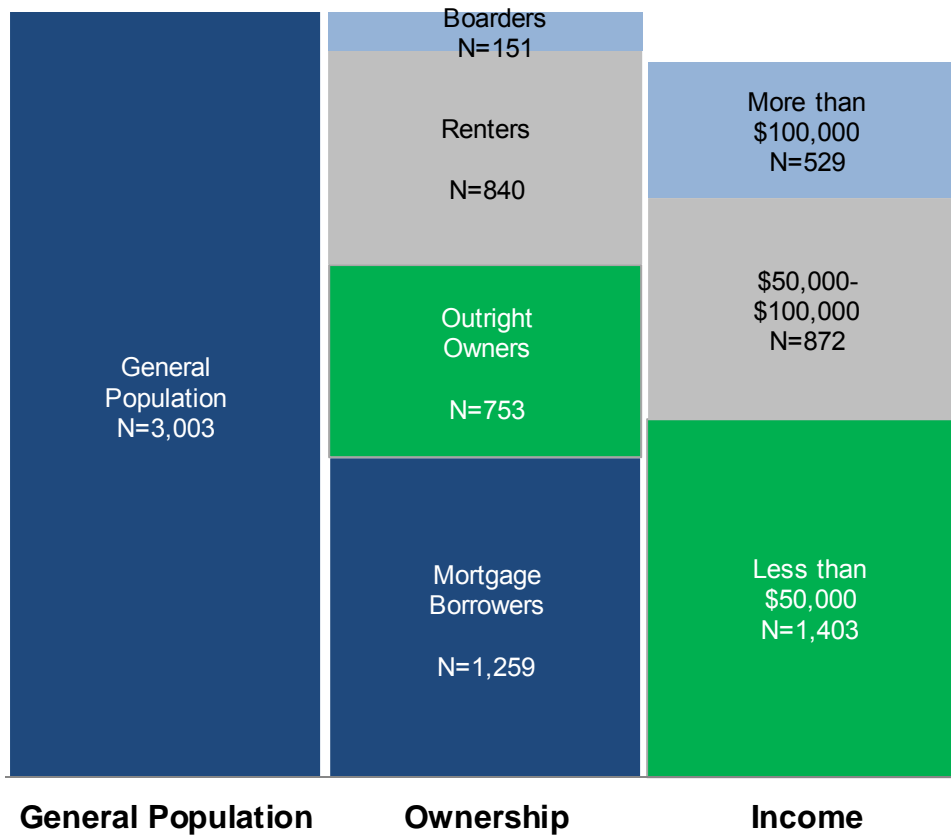 General
Population
N=3,003
Boarders
N=151
Renters
N=840
Outright
Owners
N=753
Mortgage
Borrowers
N=1,259
More than
$100,000
N=529
$50,000-
$100,000
N=872
Less than
$50,000
N=1,403
General Population
Ownership
Income